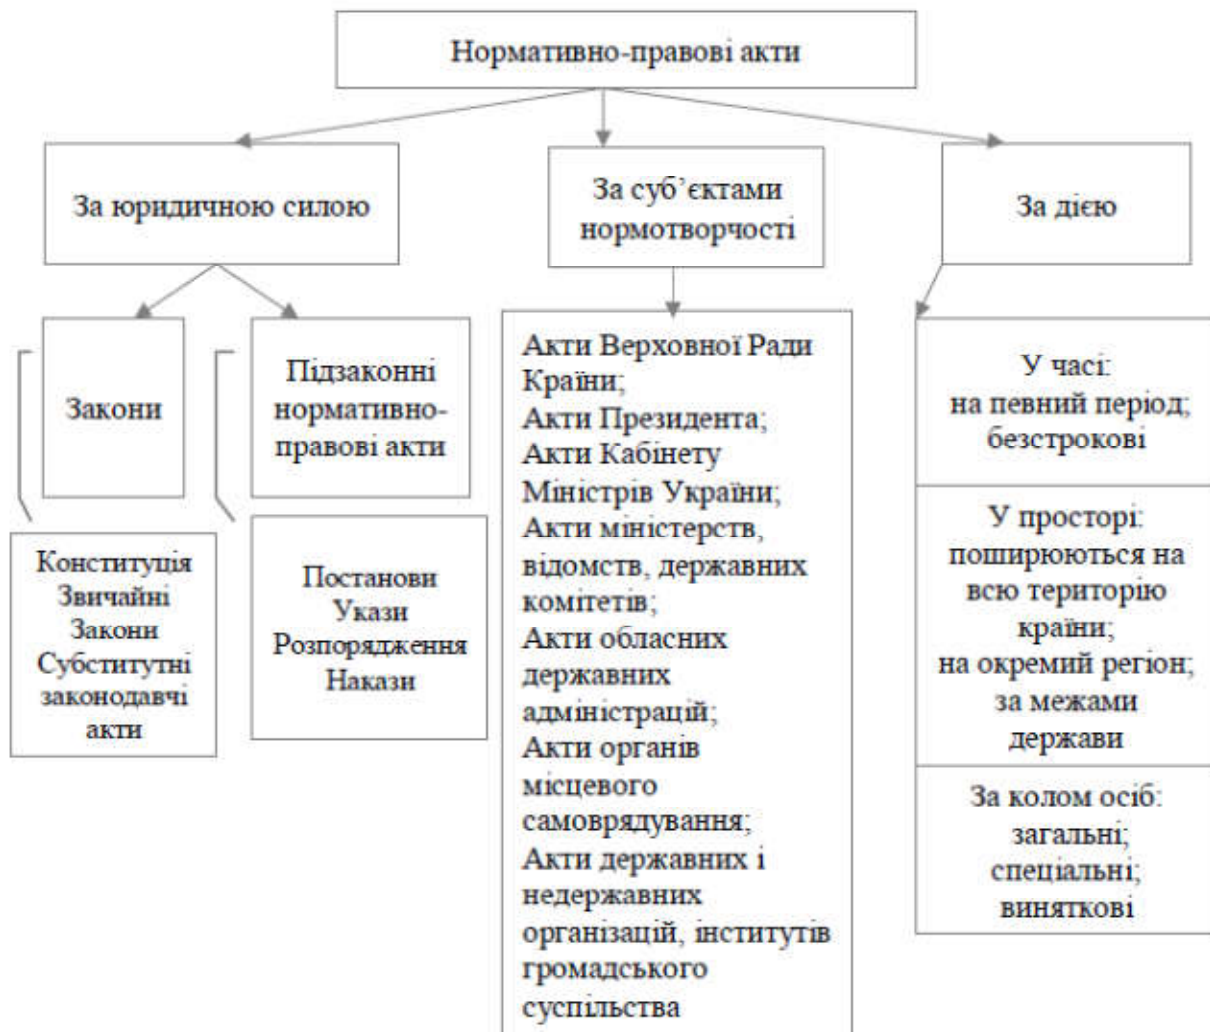 Нормативно-правові акти
За юридичною силою
За суб’єктами
нормотворчості
За дією
Закони
Підзаконні
нормативно-
правові акти
Конституція
Звичайні
Закони
Субститутні
законодавчі
акти
Постанови
Укази
Розпорядження
Накази
Акти Верховної Ради
Країни;
Акти Президента;
Акти Кабінету
Міністрів України;
Акти міністерств,
відомств, державних
комітетів;
Акти обласних
державних
адміністрацій;
Акти органів
місцевого
самоврядування;
Акти державних і
недержавних
організацій, інститутів
громадського
суспільства
У часі:
на певний період;
безстрокові
У просторі:
поширюються на
всю територію
країни;
на окремий регіон;
за межами
держави
За колом осіб:
загальні;
спеціальні;
виняткові